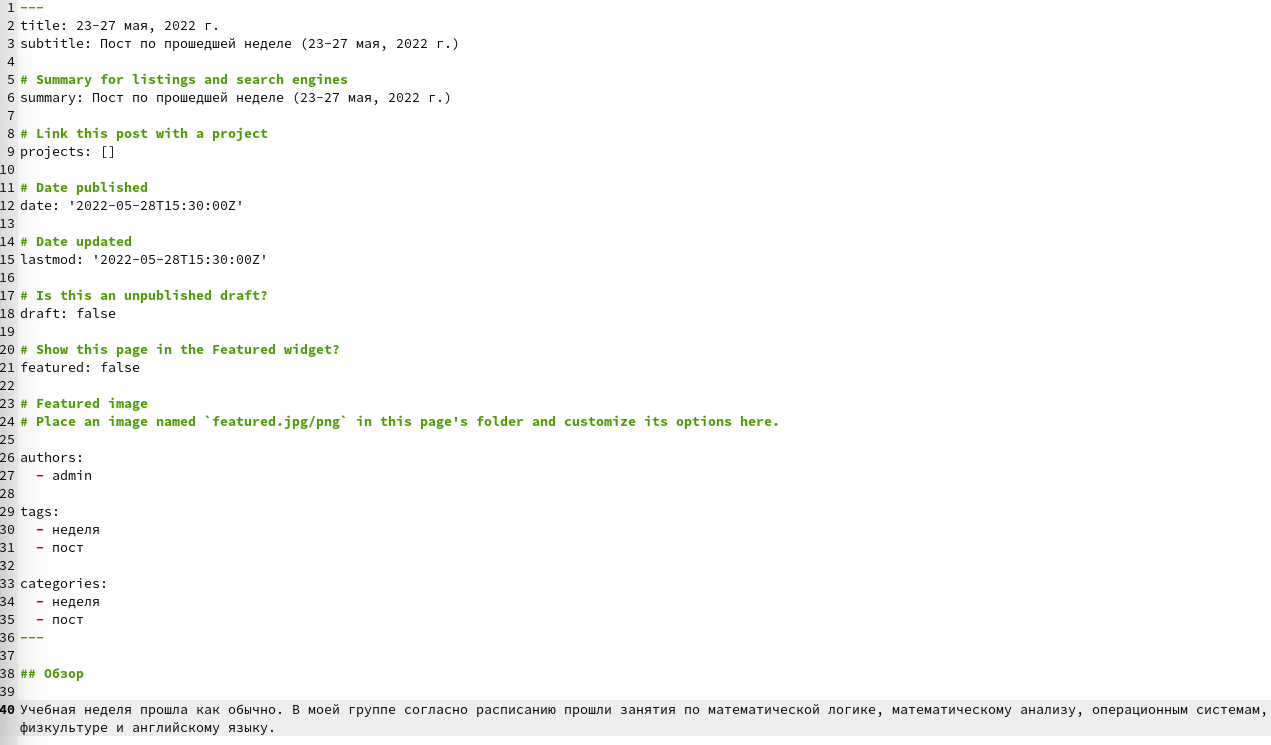 1 ---
2 title: 23-27 мая, 2022 г.
3 subtitle: Пост по прошедшей неделе (23-27 мая, 2022 г.)
4
5 # Summary for listings and search engines
6 summary: Пост по прошедшей неделе (23-27 мая, 2022 г.)
7
8 # Link this post with a project
9 projects: []
10
11 # Date published
12 date: '2022-05-28T15:30:00Z'
13
14 # Date updated
15 lastmod: '2022-05-28T15:30:00Z'
16
17 # Is this an unpublished draft?
18 draft: false
19
20 # Show this page in the Featured widget?
21 featured: false
22
23 # Featured image
24 # Place an image named `featured.jpg/png` in this page's folder and customize its options here.
25
26 authors:
27   - admin
28
29 tags:
30   - неделя
31   - пост
32
33 categories:
34   - неделя
35   - пост
36 ---
37
38 ## Обзор
39
40 Учебная неделя прошла как обычно. В моей группе согласно расписанию прошли занятия по математической логике, математическому анализу, операционным системам,
физкультуре и английскому языку.